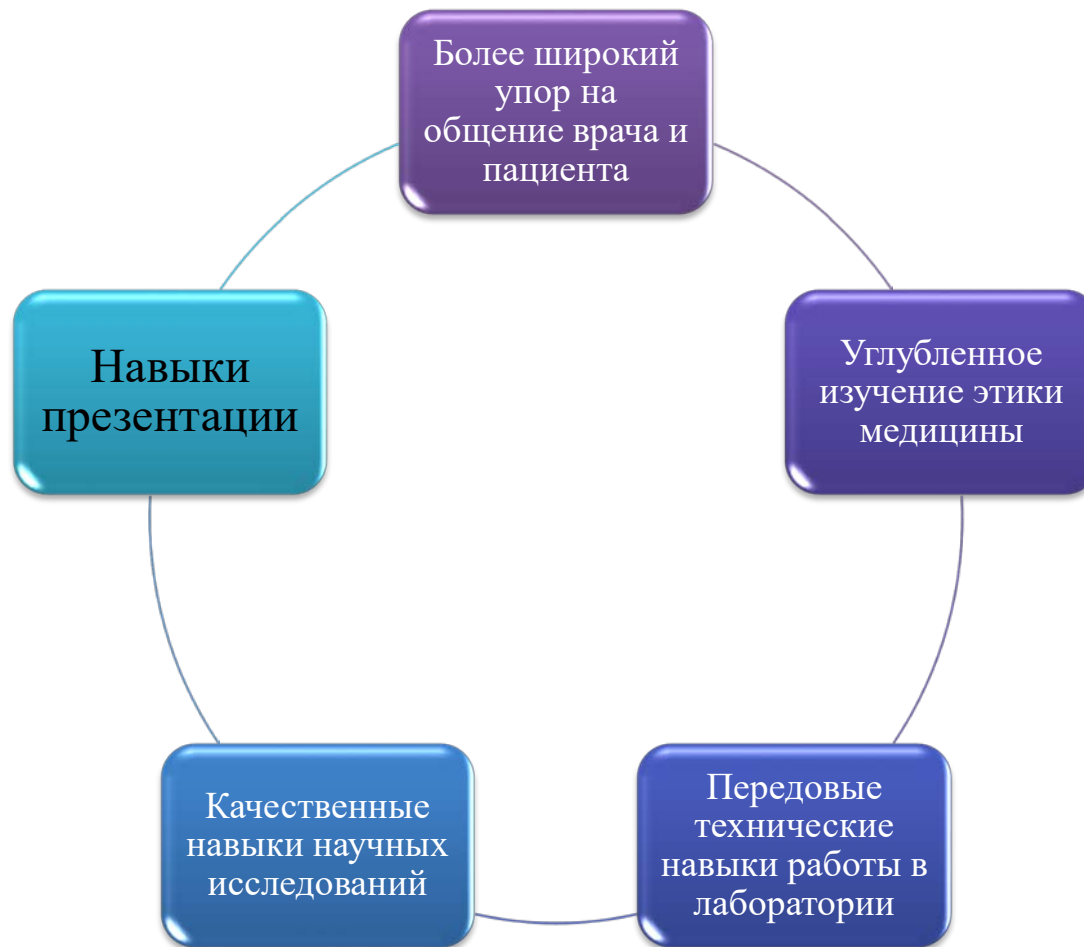 Более широкий
упор на
общение врача и
пациента
Углубленное
изучение этики
медицины
Передовые
технические
навыки работы в
лаборатории
Качественные
навыки научных
исследований
Навыки
презентации